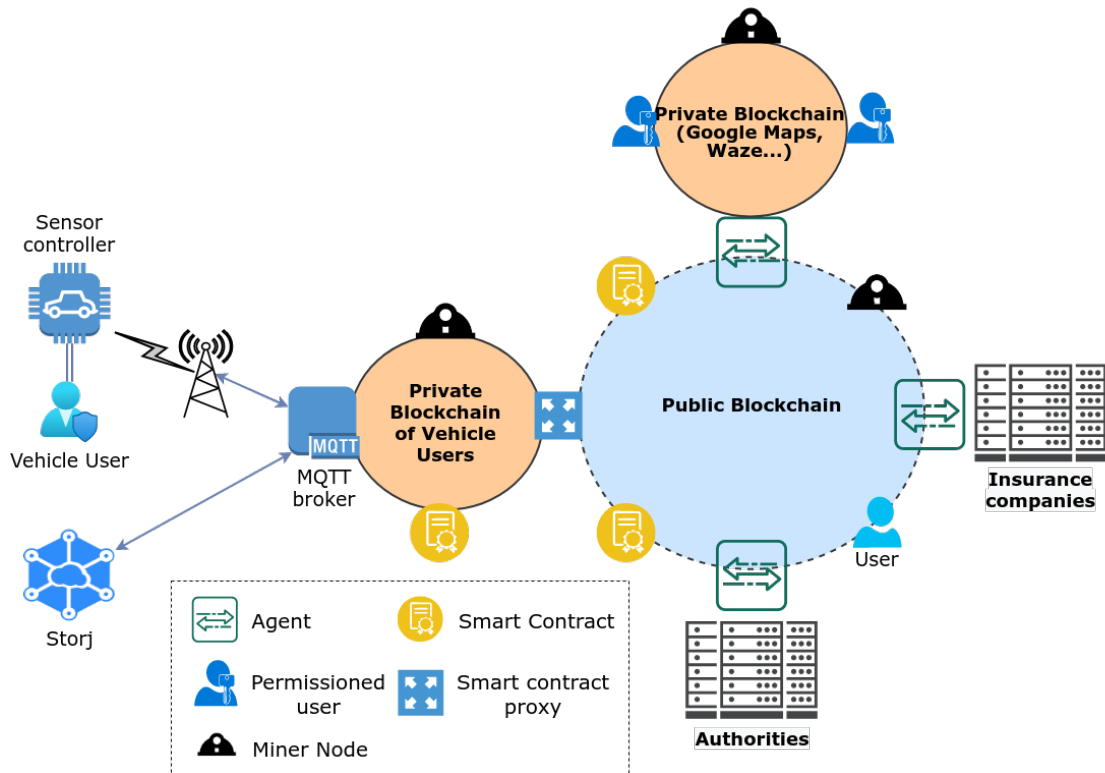 Private Blockchain
(Google Maps,
Waze...)
Sensor
controller
Vehicle User
Private
Blockchain
of Vehicle
Users
MQTT
MQTT
broker
Public Blockchain
Insurance
companies
User
Storj
Authorities
Agent
Smart Contract
Permissioned
user
Smart contract
proxy
Miner Node